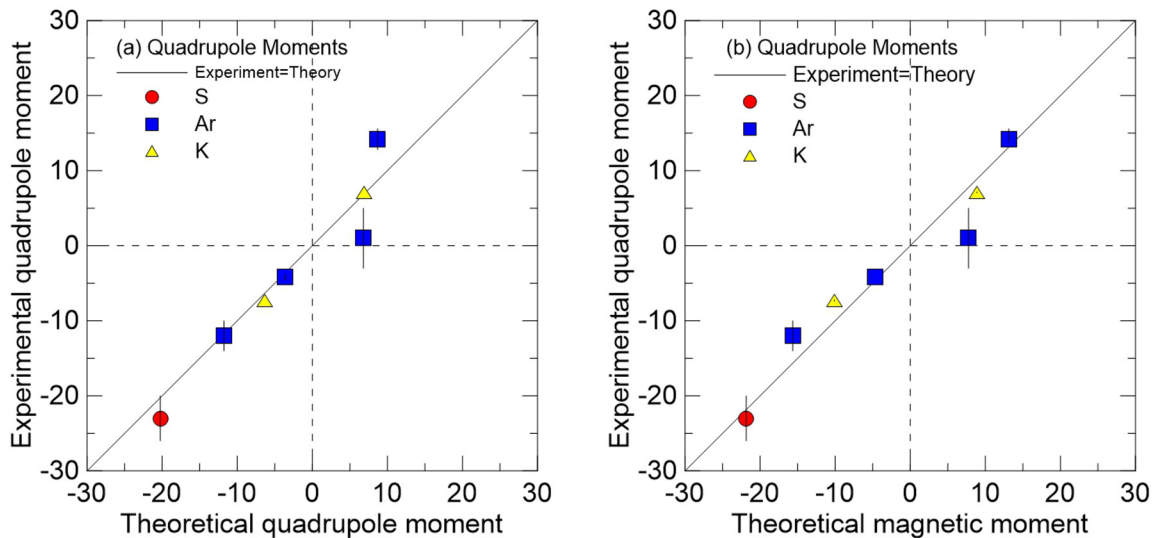 30
20
10
0
-10
-20
-30
Experimental quadrupole moment
(a) Quadrupole Moments
Experiment=Theory
S
Ar
K
-30 -20 -10 0 10 20 30
Theoretical quadrupole moment
30
20
10
0
-10
-20
-30
Experimental quadrupole moment
(b) Quadrupole Moments
Experiment=Theory
S
Ar
K
-30 -20 -10 0 10 20 30
Theoretical magnetic moment